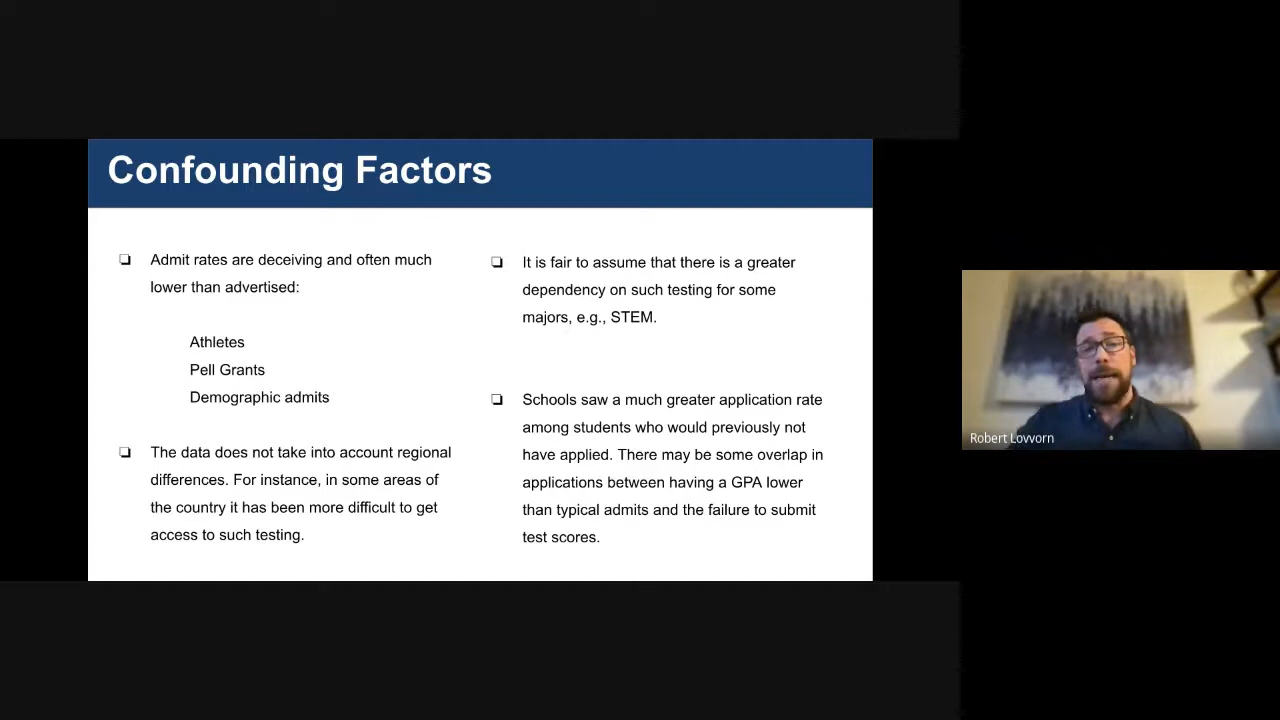 Confounding Factors
❏ Admit rates are deceiving and often much
lower than advertised:
Athletes
Pell Grants
Demographic admits
❏ The data does not take into account regional
differences. For instance, in some areas of
the country it has been more difficult to get
access to such testing.
❏ It is fair to assume that there is a greater
dependency on such testing for some
majors, e.g., STEM.
❏ Schools saw a much greater application rate
among students who would previously not
have applied. There may be some overlap in
applications between having a GPA lower
than typical admits and the failure to submit
test scores.
Robert Lovvorn